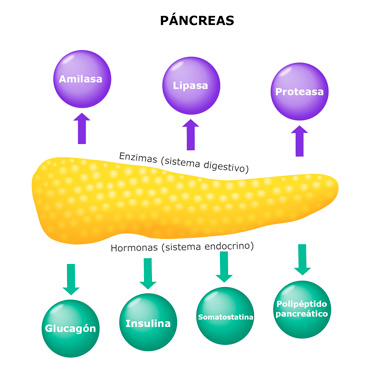 PÁNCREAS
Amilasa
Lipasa
Proteasa
Enzimas (sistema digestivo)
Hormonas (sistema endocrino)
Glucagón
Insulina
Somatostatina
Polipéptido
pancreático